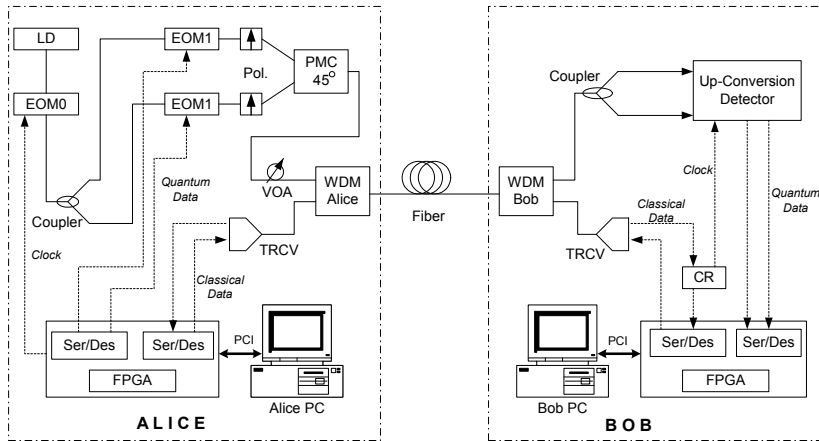 LD
EOM0
EOM1
Pol.
EOM1
PMC
45°
Quantum
Data
Coupler
Clock
VOA
WDM
Alice
TRCV
Classical
Data
Ser/Des
Ser/Des
FPGA
PCI
Alice PC
ALICE
Fiber
Coupler
Up-Conversion
Detector
WDM
Bob
Clock
Classical
Data
Quantum
Data
TRCV
CR
PCI
Ser/Des
Ser/Des
FPGA
Bob PC
BOB